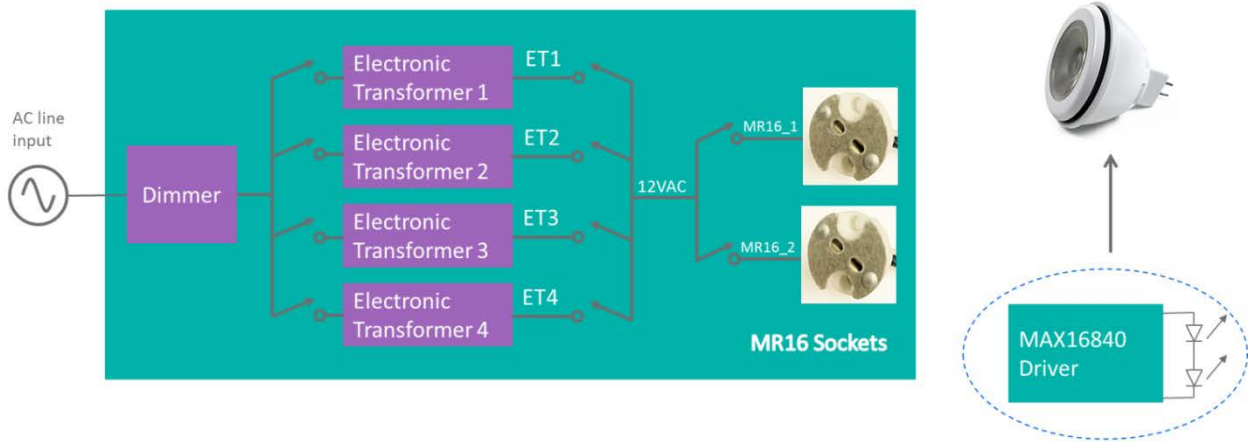 AC line
input
Dimmer
Electronic
Transformer 1
ET1
Electronic
Transformer 2
ET2
Electronic
Transformer 3
ET3
Electronic
Transformer 4
ET4
12VAC
MR16_1
MR16_2
MR16 Sockets
MAX16840
Driver